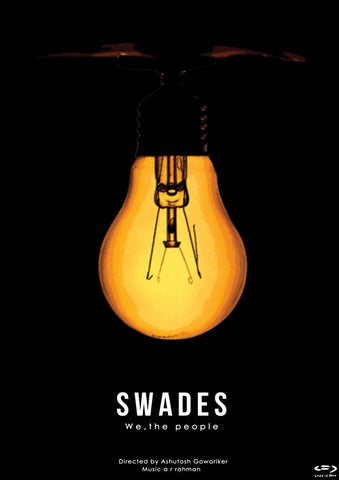 SWADES
We,the people
Directed by Ashutosh Gowariker
Music a r rahman